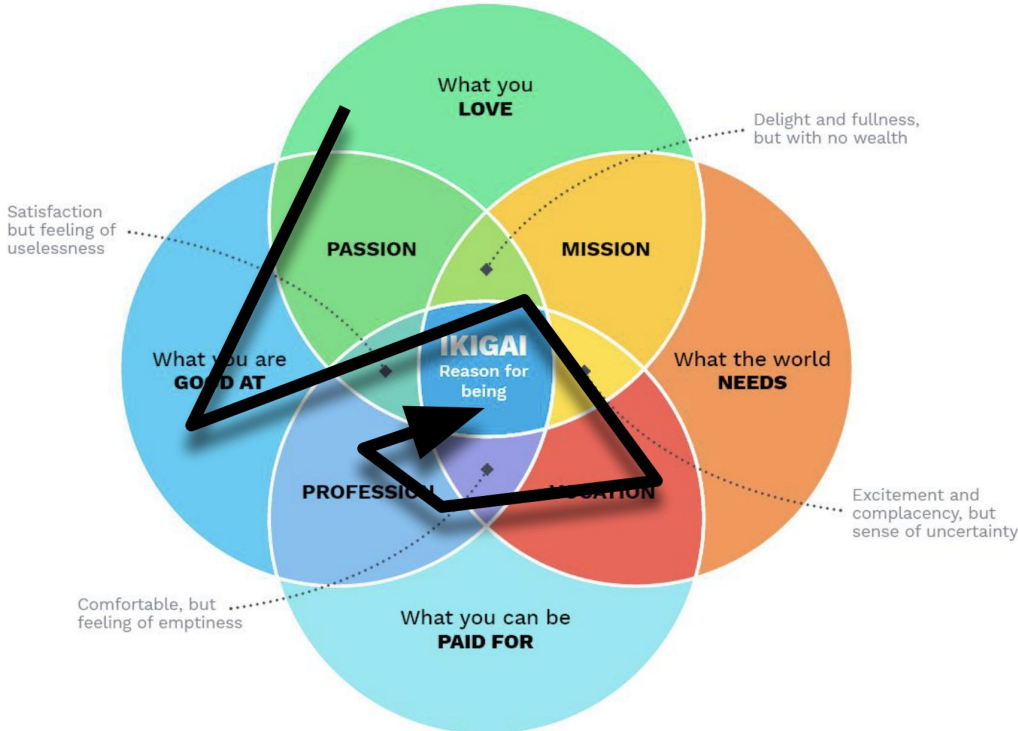 What you
LOVE
Delight and fullness,
but with no wealth
Satisfaction
but feeling of
uselessness
PASSION
MISSION
IKIGAI
Reason for
being
What you are
GOOD AT
What the world
NEEDS
PROFESSION
VOCATION
Excitement and
complacency, but
sense of uncertainty
Comfortable, but
feeling of emptiness
What you can be
PAID FOR